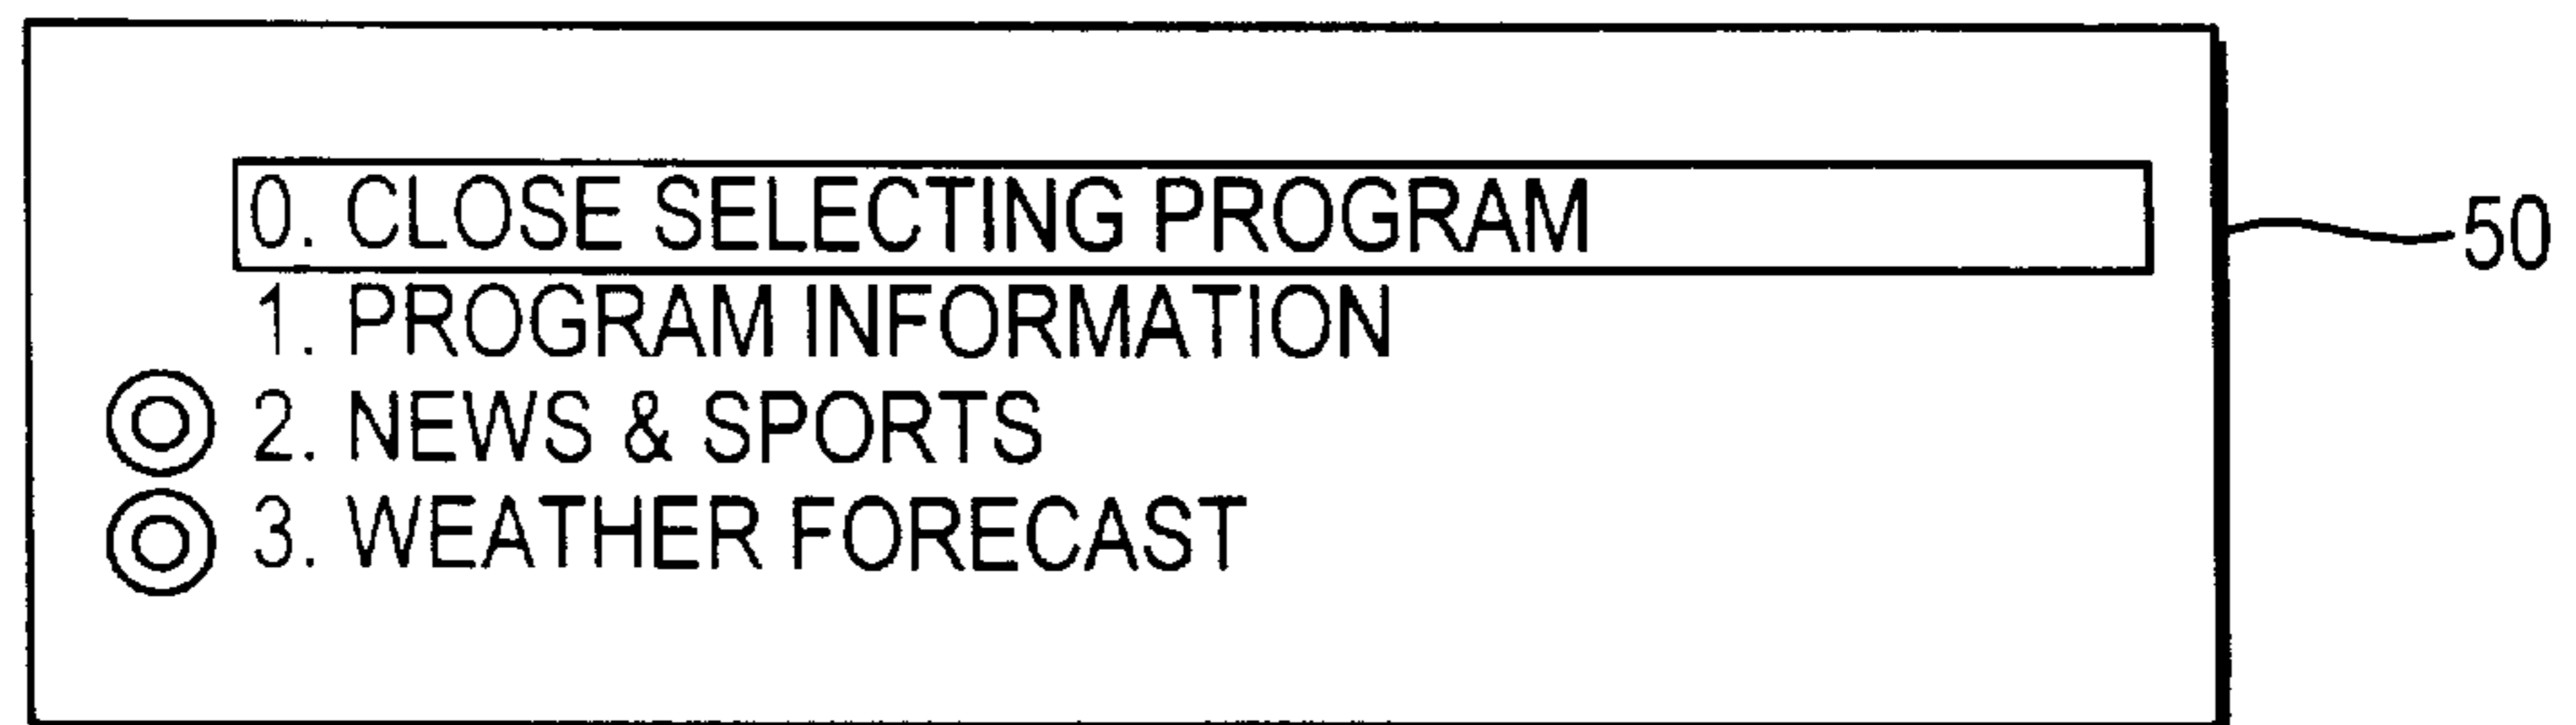 0. CLOSE SELECTING PROGRAM
50
1. PROGRAM INFORMATION
2. NEWS & SPORTS
3. WEATHER FORECAST